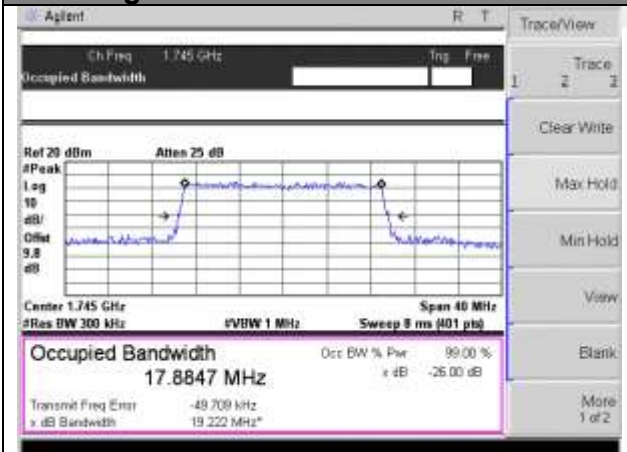 Agilent R T
Ch Freq 1.745 GHz Trig Free
Occupied Bandwidth
Ref 20 dBm Atten 25 dB
#Peak
Log
10
dB/
Offst
9.8
dB
Center 1.745 GHz Span 40 MHz
#Res BW 300 kHz #VBW 1 MHz Sweep 8 ms (401 pts)
Occupied Bandwidth Occ BW % Pwr 99.00 %
17.8847 MHz x dB -26.00 dB
Transmit Freq Error -49.709 kHz
x dB Bandwidth 19.222 MHz*
Trace/View
Trace
1 2 3
Clear Write
Max Hold
Min Hold
View
Blank
More
1 of 2